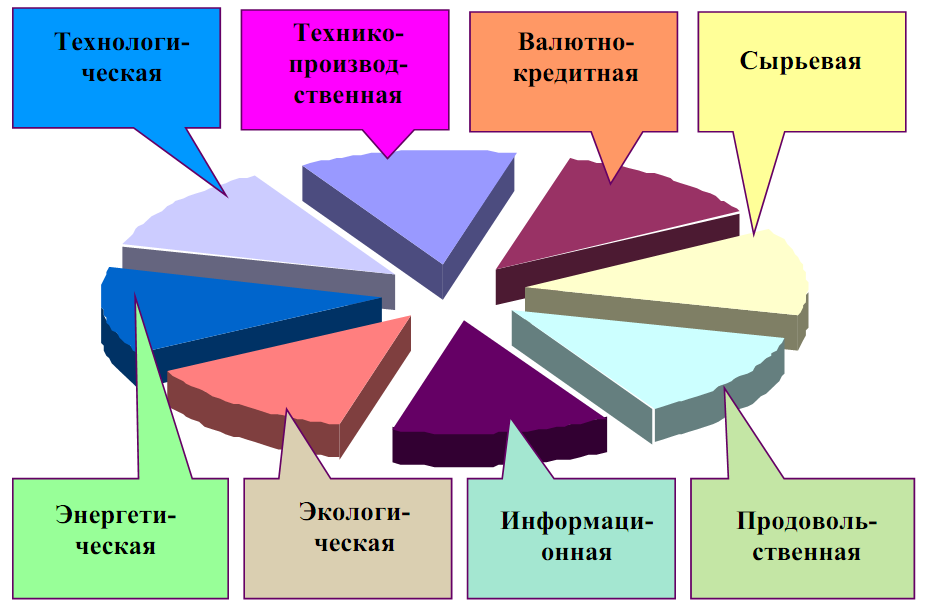 Технологи-
ческая
Технико-
производ-
ственная
Валютно-
кредитная
Сырьевая
Энергети-
ческая
Экологи-
ческая
Информаци-
онная
Продоволь-
ственная